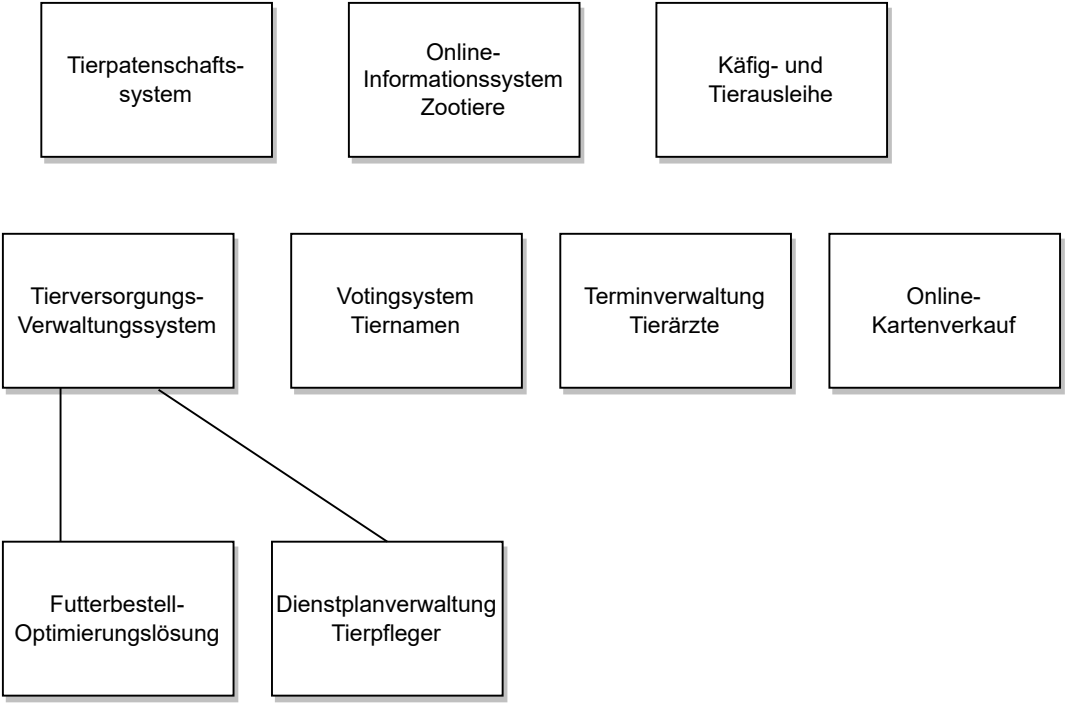 Tierpatenschafts-
system
Online-
Informationssystem
Zootiere
Käfig- und
Tierausleihe
Tierversorgungs-
Verwaltungssystem
Votingsystem
Tiernamen
Terminverwaltung
Tierärzte
Online-
Kartenverkauf
Futterbestell-
Optimierungslösung
Dienstplanverwaltung
Tierpfleger